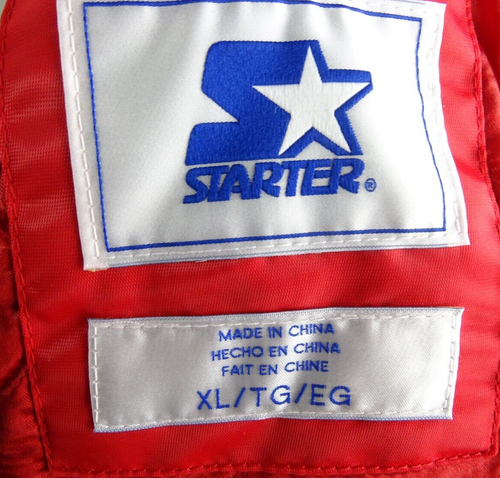 STARTER®
MADE IN CHINA
HECHO EN CHINA
FAIT EN CHINE
XL/TG/EG